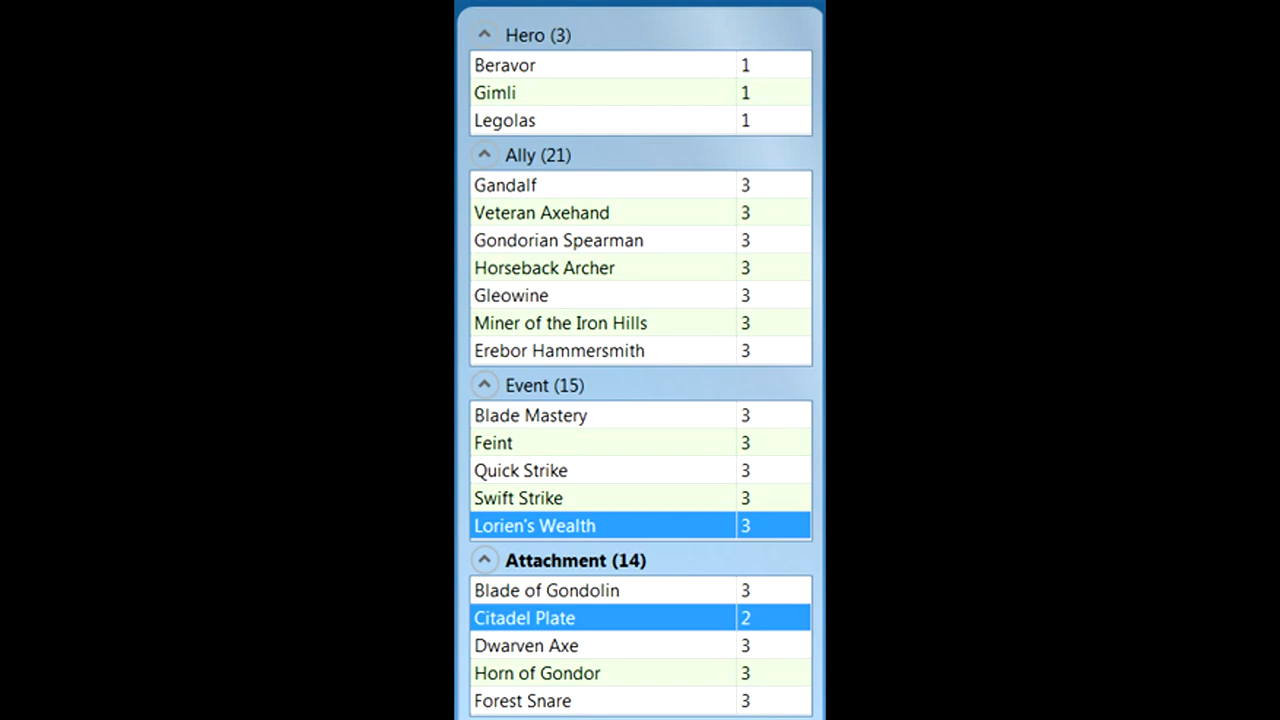 Hero (3)
Beravor 1
Gimli 1
Legolas 1
Ally (21)
Gandalf 3
Veteran Axehand 3
Gondorian Spearman 3
Horseback Archer 3
Gleowine 3
Miner of the Iron Hills 3
Erebor Hammersmith 3
Event (15)
Blade Mastery 3
Feint 3
Quick Strike 3
Swift Strike 3
Lorien's Wealth 3
Attachment (14)
Blade of Gondolin 3
Citadel Plate 2
Dwarven Axe 3
Horn of Gondor 3
Forest Snare 3